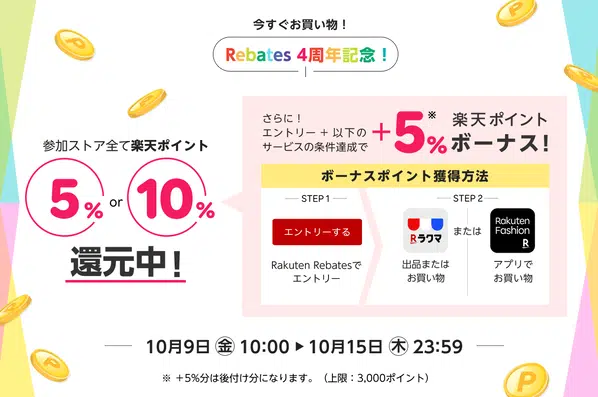 今すぐお買い物！
Rebates 4周年記念！
参加ストア全て楽天ポイント
5% or 10%
還元中！
さらに！
エントリー + 以下の
サービスの条件達成で
+5%※
楽天ポイント
ボーナス！
ボーナスポイント獲得方法
STEP1
エントリーする
Rakuten Rebatesで
エントリー
STEP2
R ラクマ
出品または
お買い物
または
Rakuten
Fashion
R
アプリで
お買い物
10月9日 金 10:00 ▶ 10月15日 木 23:59
※ +5%分は後付け分になります。（上限：3,000ポイント）
P
P
P
P
P
P
P